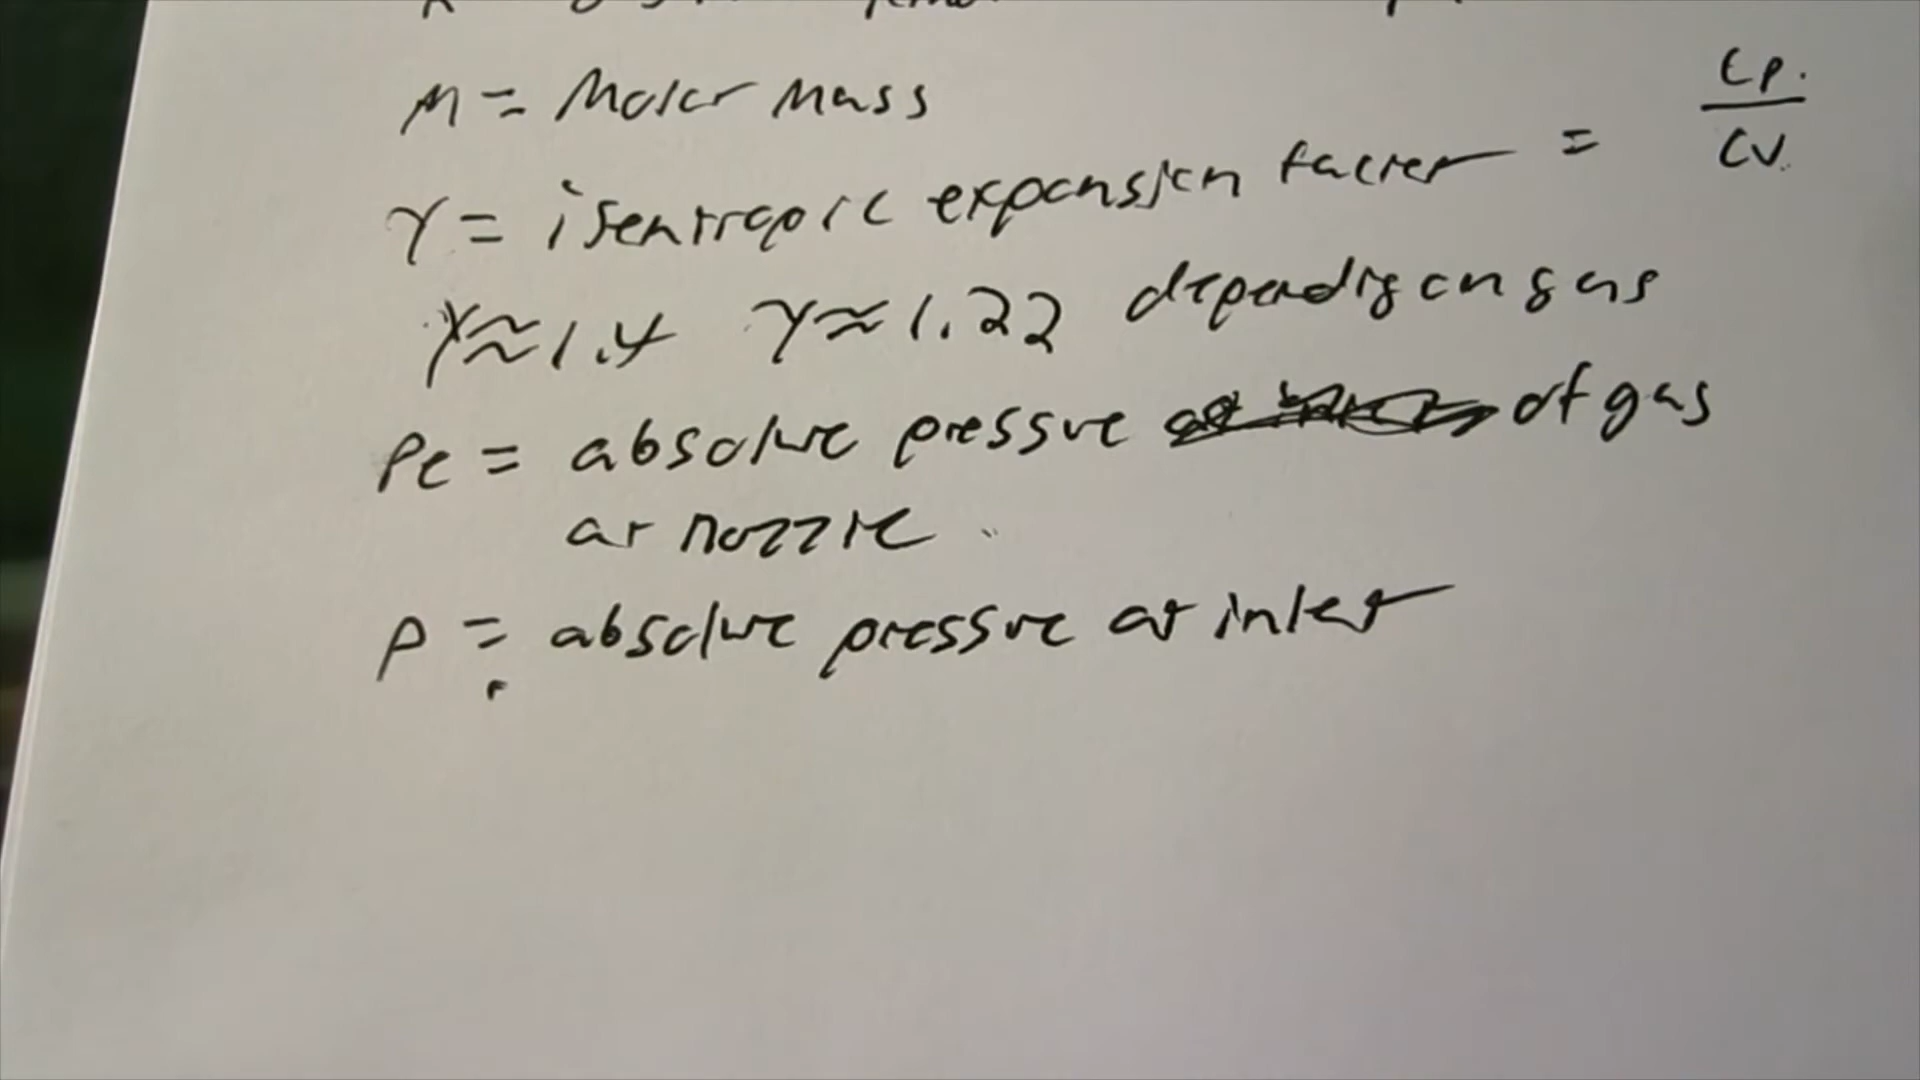 M = Molar Mass
γ = isentropic expansion factor = Cp/Cv
γ≈1.4 γ≈1.22 depending on gas
Pe = absolute pressure of gas
at nozzle
P = absolute pressure at inlet